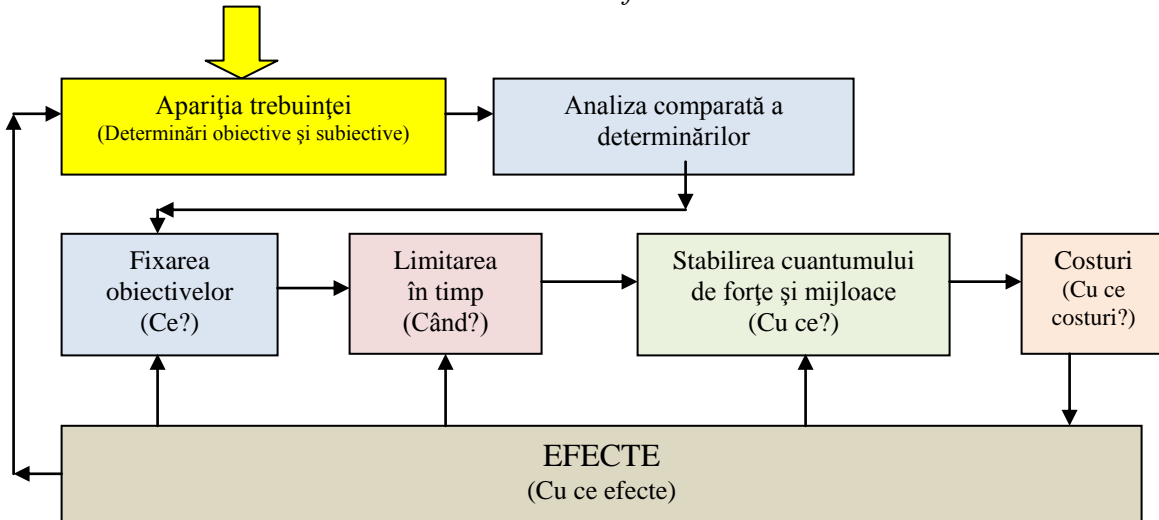 Apariţia trebuinţei
(Determinări obiective şi subiective)
Analiza comparată a
determinărilor
Fixarea
obiectivelor
(Ce?)
Limitarea
în timp
(Când?)
Stabilirea cuantumului
de forţe şi mijloace
(Cu ce?)
Costuri
(Cu ce
costuri?)
EFECTE
(Cu ce efecte)